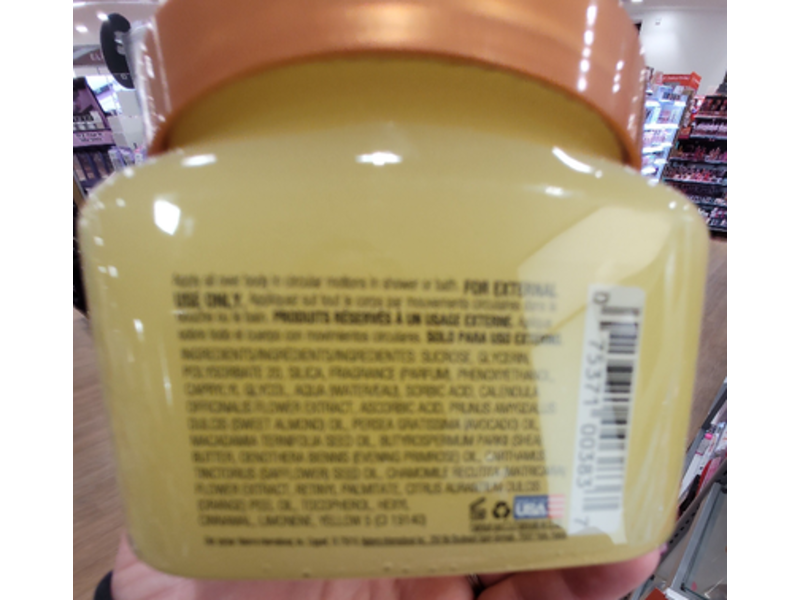 Apply all over body in circular motions in shower or bath. FOR EXTERNAL
USE ONLY. Appliquez sur tout le corps par mouvements circulaires dans la
douche ou le bain. PRODUITS RÉSERVÉS À UN USAGE EXTERNE. Aplique
sobre todo el cuerpo con movimientos circulares. SOLO PARA USO EXTERNO.
INGREDIENTS/INGRÉDIENTS/INGREDIENTES: SUCROSE, GLYCERIN,
POLYSORBATE 20, SILICA, FRAGRANCE (PARFUM), PHENOXYETHANOL,
CAPRYLYL GLYCOL, AQUA (WATER/EAU), SORBIC ACID, CALENDULA
OFFICINALIS FLOWER EXTRACT, ASCORBIC ACID, PRUNUS AMYGDALUS
DULCIS (SWEET ALMOND) OIL, PERSEA GRATISSIMA (AVOCADO) OIL,
MACADAMIA TERNIFOLIA SEED OIL, BUTYROSPERMUM PARKII (SHEA)
BUTTER, OENOTHERA BIENNIS (EVENING PRIMROSE) OIL, CARTHAMUS
TINCTORIUS (SAFFLOWER) SEED OIL, CHAMOMILE RECUTITA MATRICARIA
FLOWER EXTRACT, RETINYL PALMITATE, CITRUS AURANTIUM DULCIS
(ORANGE) PEEL OIL, TOCOPHEROL, HEXYL
CINNAMAL, LIMONENE, YELLOW 5 (CI 19140)
USA
0 75371 00383 7